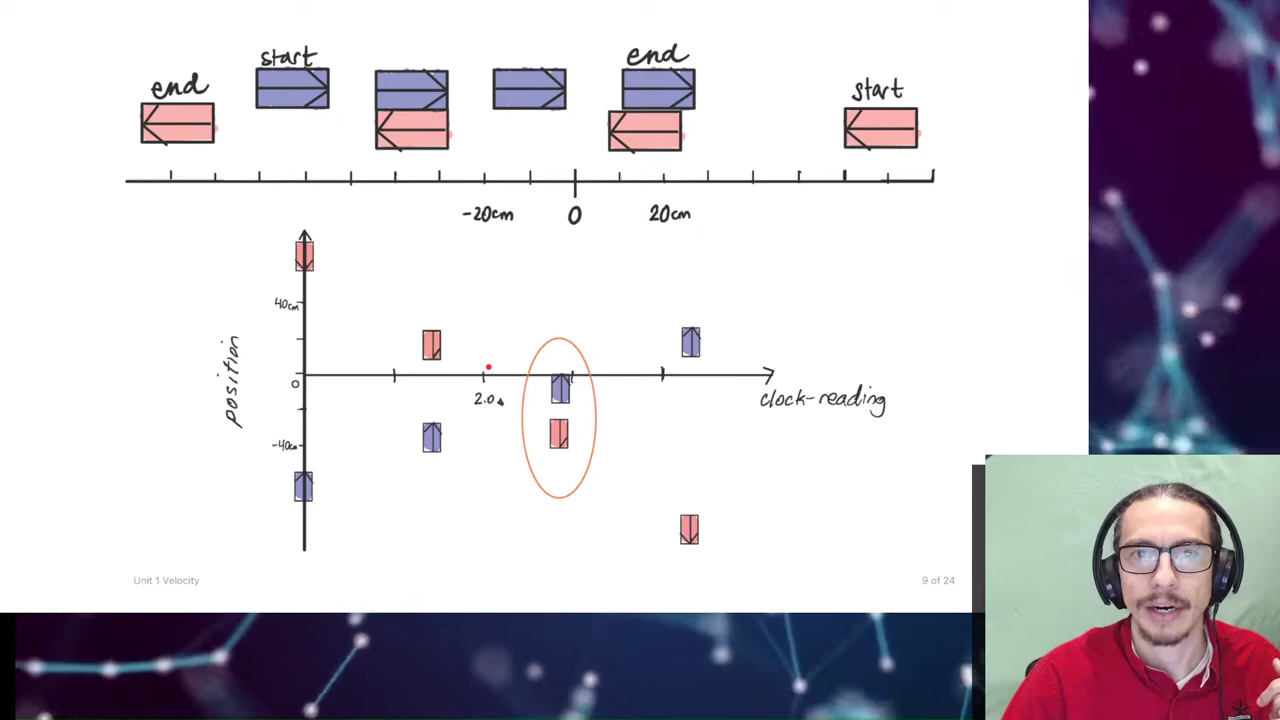 start
end
end
start
-20cm
0
20cm
40cm
position
0
2.0s
clock-reading
-40cm
Unit 1 Velocity
9 of 24